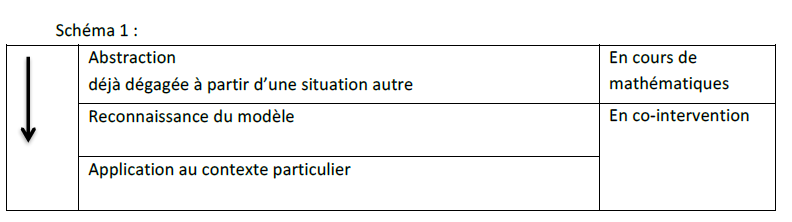 Schéma 1 :
Abstraction
déjà dégagée à partir d’une situation autre
En cours de
mathématiques
Reconnaissance du modèle
En co-intervention
Application au contexte particulier